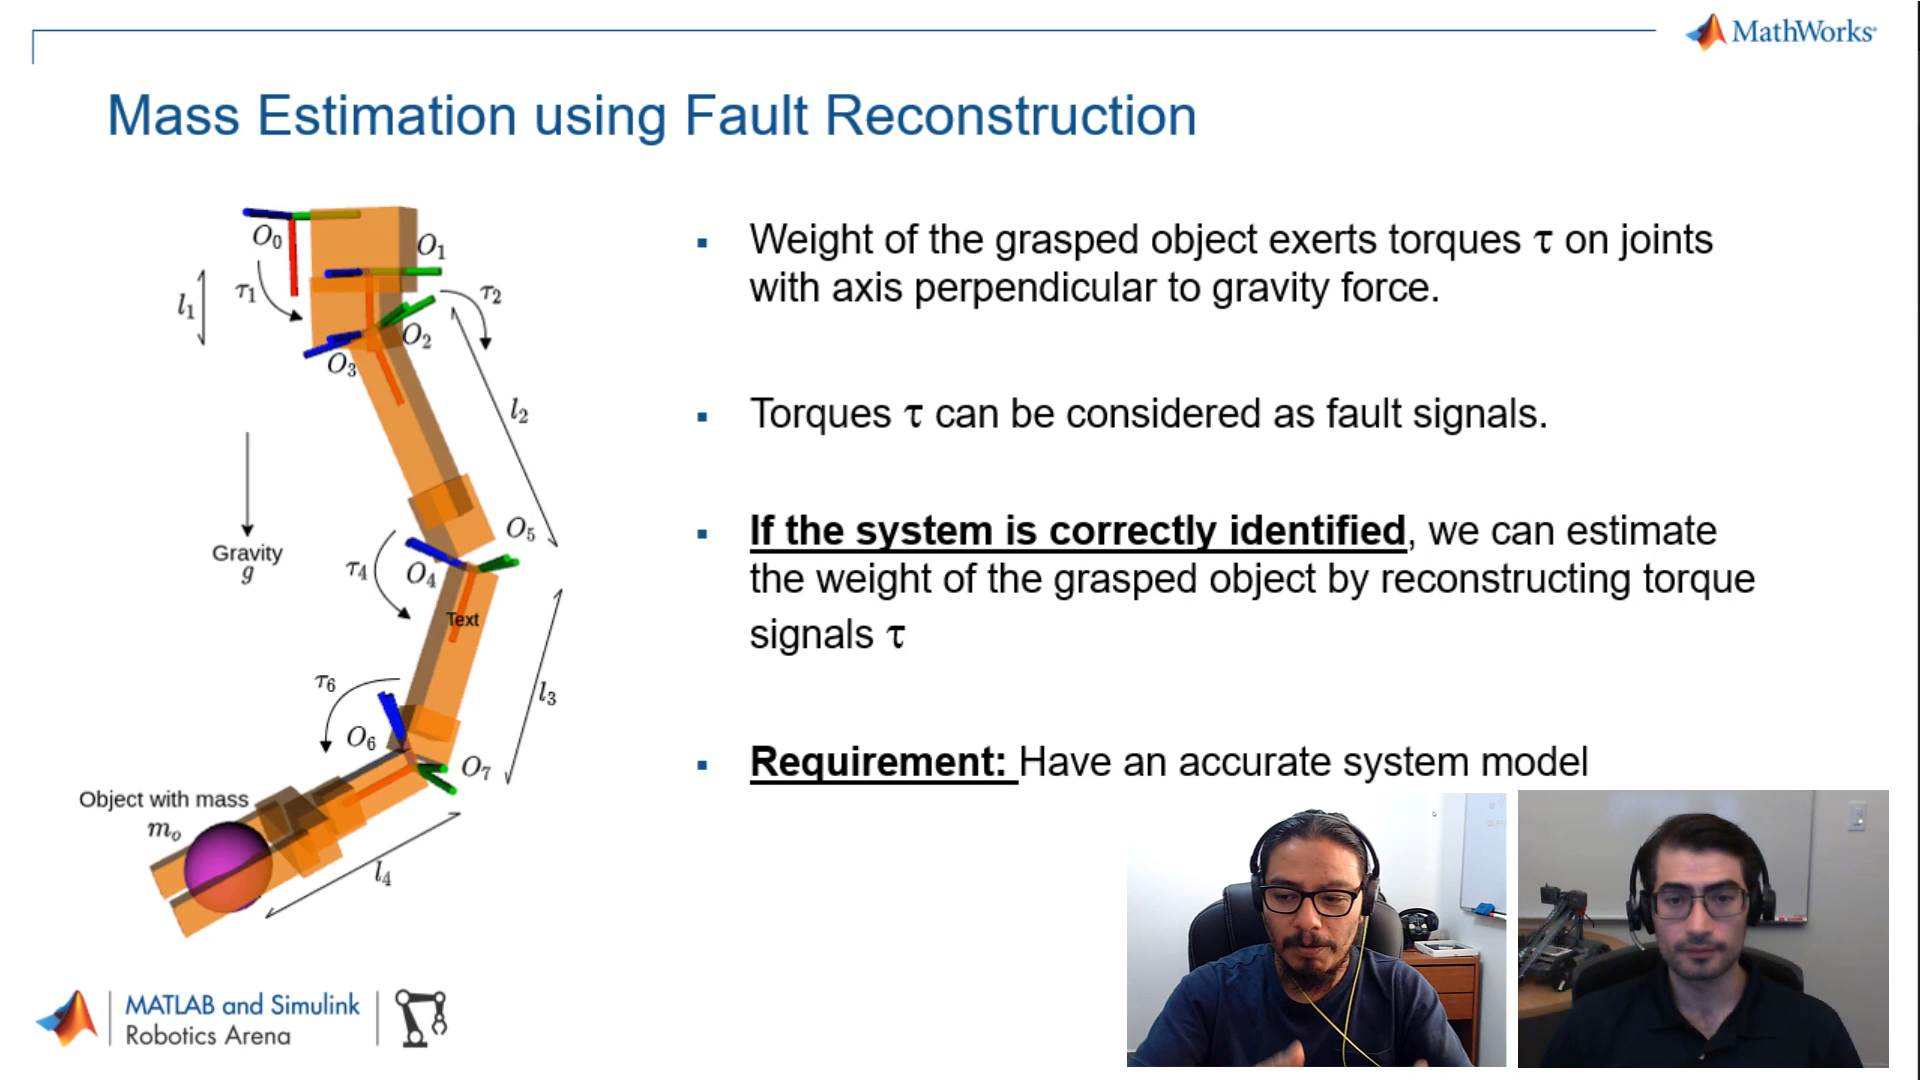 MathWorks®
Mass Estimation using Fault Reconstruction
O0
O1
τ1
τ2
l1
O2
O3
l2
Gravity
g
O5
τ4
O4
Text
τ6
l3
O6
O7
Object with mass
mo
l4
▪ Weight of the grasped object exerts torques τ on joints
with axis perpendicular to gravity force.
▪ Torques τ can be considered as fault signals.
▪ If the system is correctly identified, we can estimate
the weight of the grasped object by reconstructing torque
signals τ
▪ Requirement: Have an accurate system model
MATLAB and Simulink
Robotics Arena